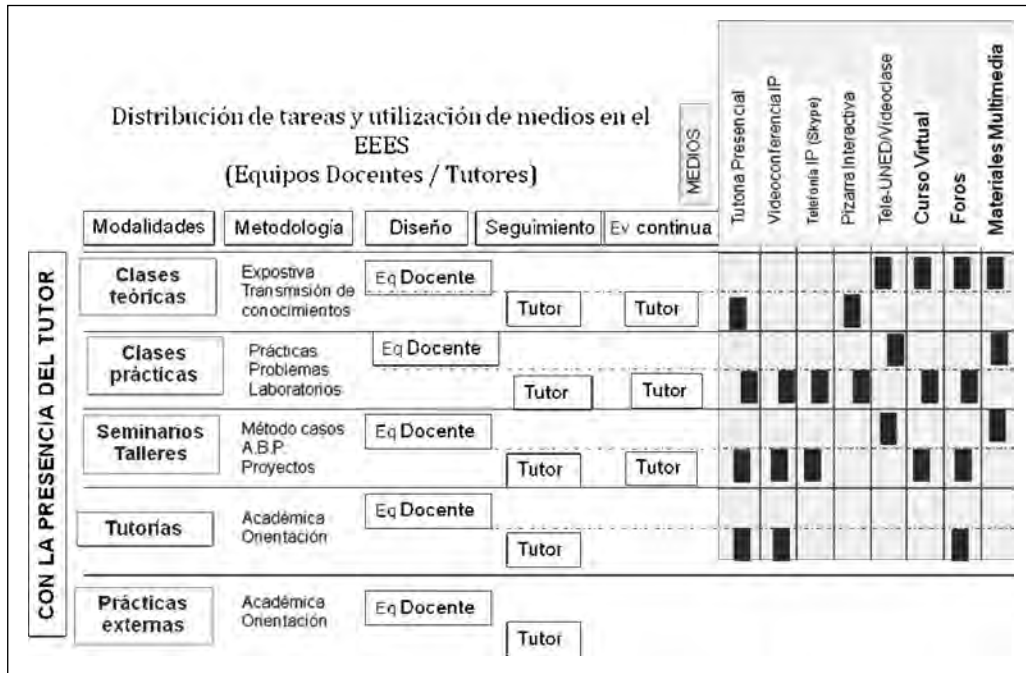 Distribución de tareas y utilización de medios en el
EEES
(Equipos Docentes / Tutores)
MEDIOS
Tutoria Presencial
Videoconferencia IP
Telefonía IP (Skype)
Pizarra Interactiva
Tele-UNED/Videoclase
Curso Virtual
Foros
Materiales Multimedia
Modalidades
Metodología
Diseño
Seguimiento
Ev continua
CON LA PRESENCIA DEL TUTOR
Clases
teóricas
Expostiva
Transmisión de
conocimientos
Eq Docente
Tutor
Tutor
Clases
prácticas
Prácticas
Problemas
Laboratorios
Eq Docente
Tutor
Tutor
Seminarios
Talleres
Método casos
A.B.P.
Proyectos
Eq Docente
Tutor
Tutor
Tutorías
Académica
Orientación
Eq Docente
Tutor
Prácticas
externas
Académica
Orientación
Eq Docente
Tutor